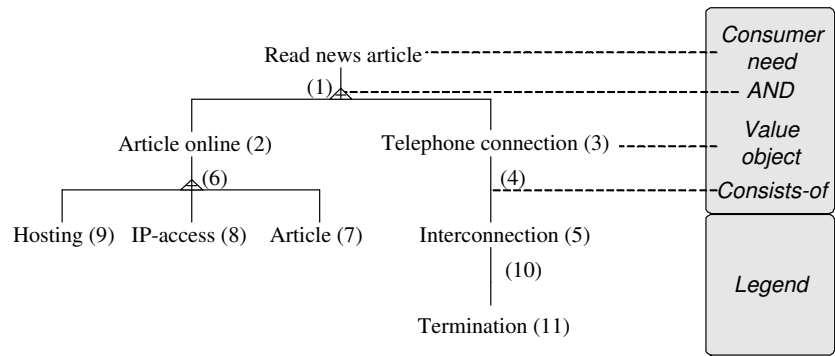 Read news article
Consumer
need
(1)
AND
Article online (2)
Telephone connection (3)
Value
object
(6)
(4)
Consists-of
Hosting (9)
IP-access (8)
Article (7)
Interconnection (5)
(10)
Legend
Termination (11)